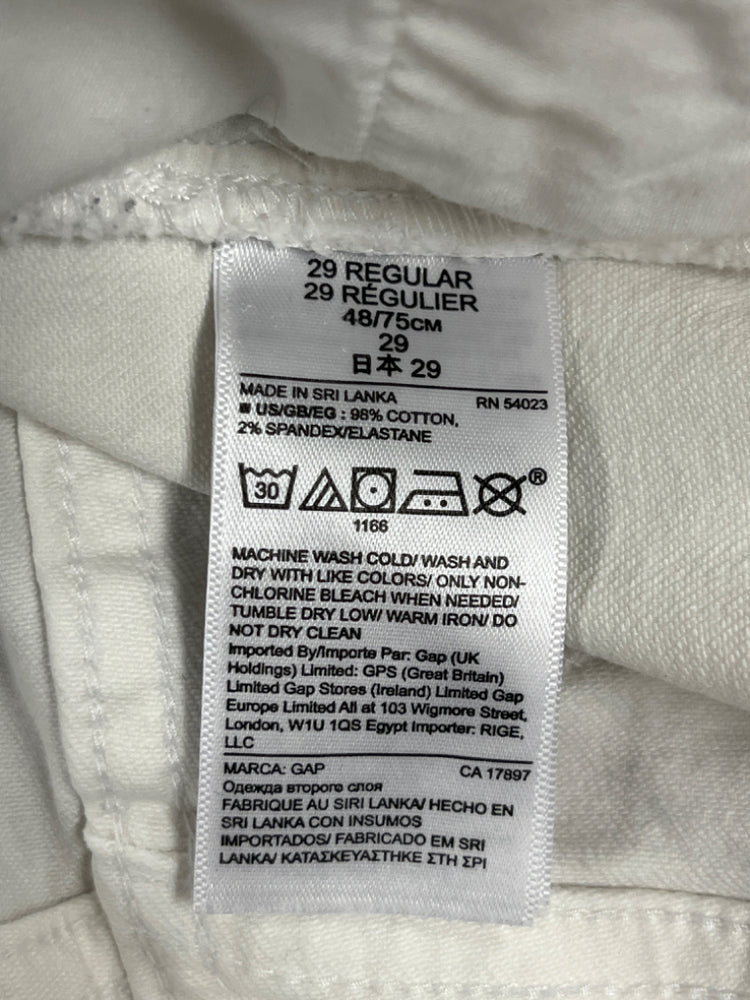 29 REGULAR
29 RÉGULIER
48/75CM
29
日本 29
MADE IN SRI LANKA RN 54023
US/GB/EG : 98% COTTON,
2% SPANDEX/ELASTANE
30
®
1166
MACHINE WASH COLD/ WASH AND
DRY WITH LIKE COLORS/ ONLY NON-
CHLORINE BLEACH WHEN NEEDED/
TUMBLE DRY LOW/ WARM IRON/ DO
NOT DRY CLEAN
Imported By/Importe Par: Gap (UK
Holdings) Limited: GPS (Great Britain)
Limited Gap Stores (Ireland) Limited Gap
Europe Limited All at 103 Wigmore Street,
London, W1U 1QS Egypt Importer: RIGE,
LLC
MARCA: GAP CA 17897
Одежда второго слоя
FABRIQUE AU SIRI LANKA/ HECHO EN
SRI LANKA CON INSUMOS
IMPORTADOS/ FABRICADO EM SRI
LANKA/ ΚΑΤΑΣΚΕΥΑΣΤΗΚΕ ΣΤΗ ΣΡΙ